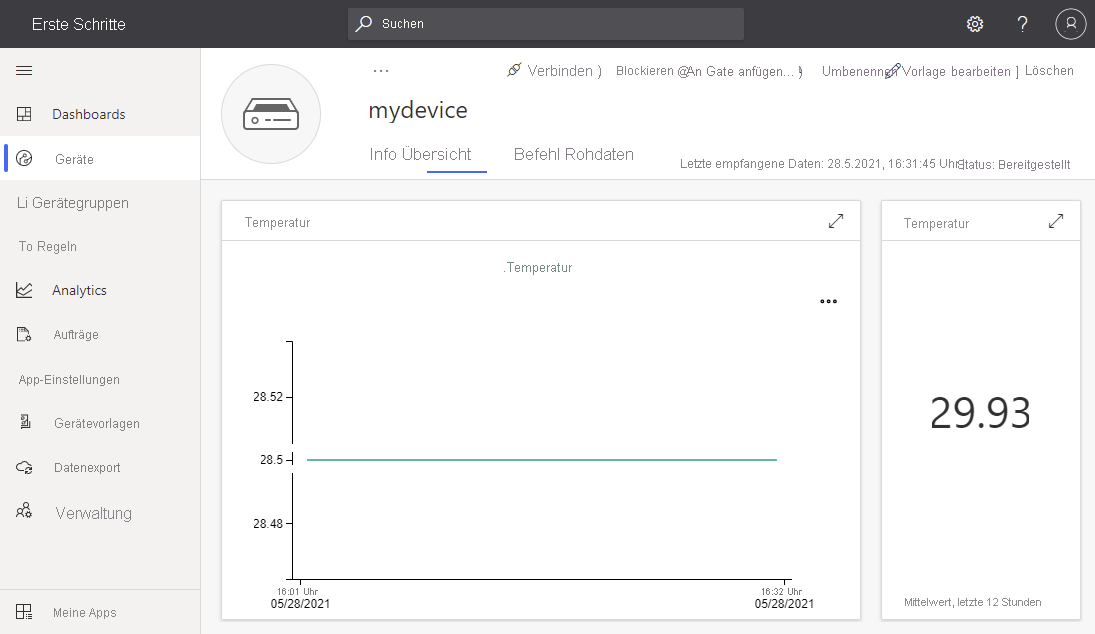 Erste Schritte
Suchen
?
Dashboards
Geräte
Li Gerätegruppen
To Regeln
Analytics
Aufträge
App-Einstellungen
Gerätevorlagen
Datenexport
Verwaltung
Meine Apps
... Verbinden ) Blockieren @An Gate anfügen... ) Umbenennen Vorlage bearbeiten ] Löschen
mydevice
Info Übersicht Befehl Rohdaten Letzte empfangene Daten: 28.5.2021, 16:31:45 Uhr Status: Bereitgestellt
Temperatur
.Temperatur
28.52
28.5
28.48
16:01 Uhr 16:32 Uhr
05/28/2021 05/28/2021
Temperatur
29.93
Mittelwert, letzte 12 Stunden